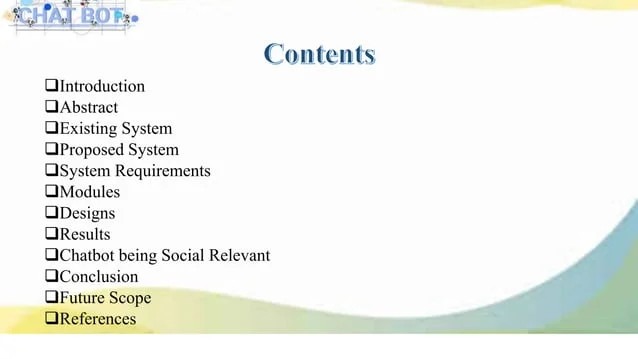 CHAT BOT
Contents
❑Introduction
❑Abstract
❑Existing System
❑Proposed System
❑System Requirements
❑Modules
❑Designs
❑Results
❑Chatbot being Social Relevant
❑Conclusion
❑Future Scope
❑References